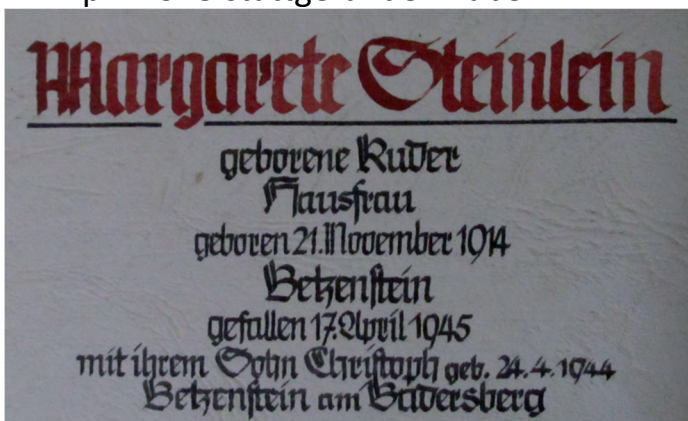 Margarete Steinlein
geborene Ruder
Hausfrau
geboren 21. November 1914
Betzenstein
gefallen 17. April 1945
mit ihrem Sohn Christoph geb. 24.4.1944
Betzenstein am Badersberg